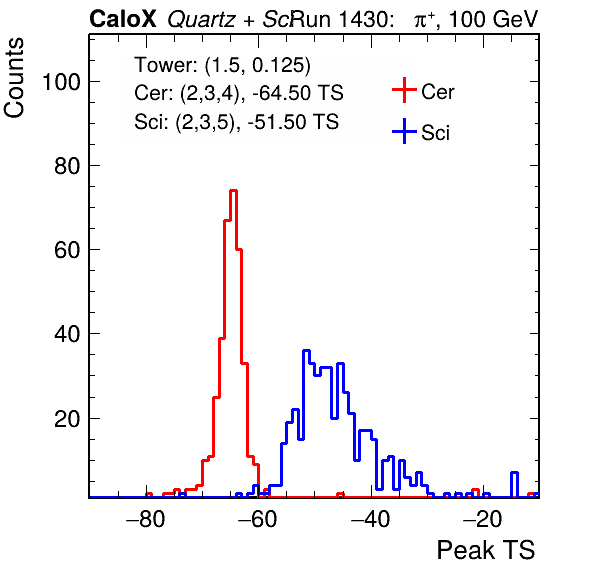 CaloX Quartz + ScRun 1430: π⁺, 100 GeV
Counts
Tower: (1.5, 0.125)
Cer: (2,3,4), -64.50 TS
Sci: (2,3,5), -51.50 TS
Cer
Sci
100
80
60
40
20
−80 −60 −40 −20
Peak TS